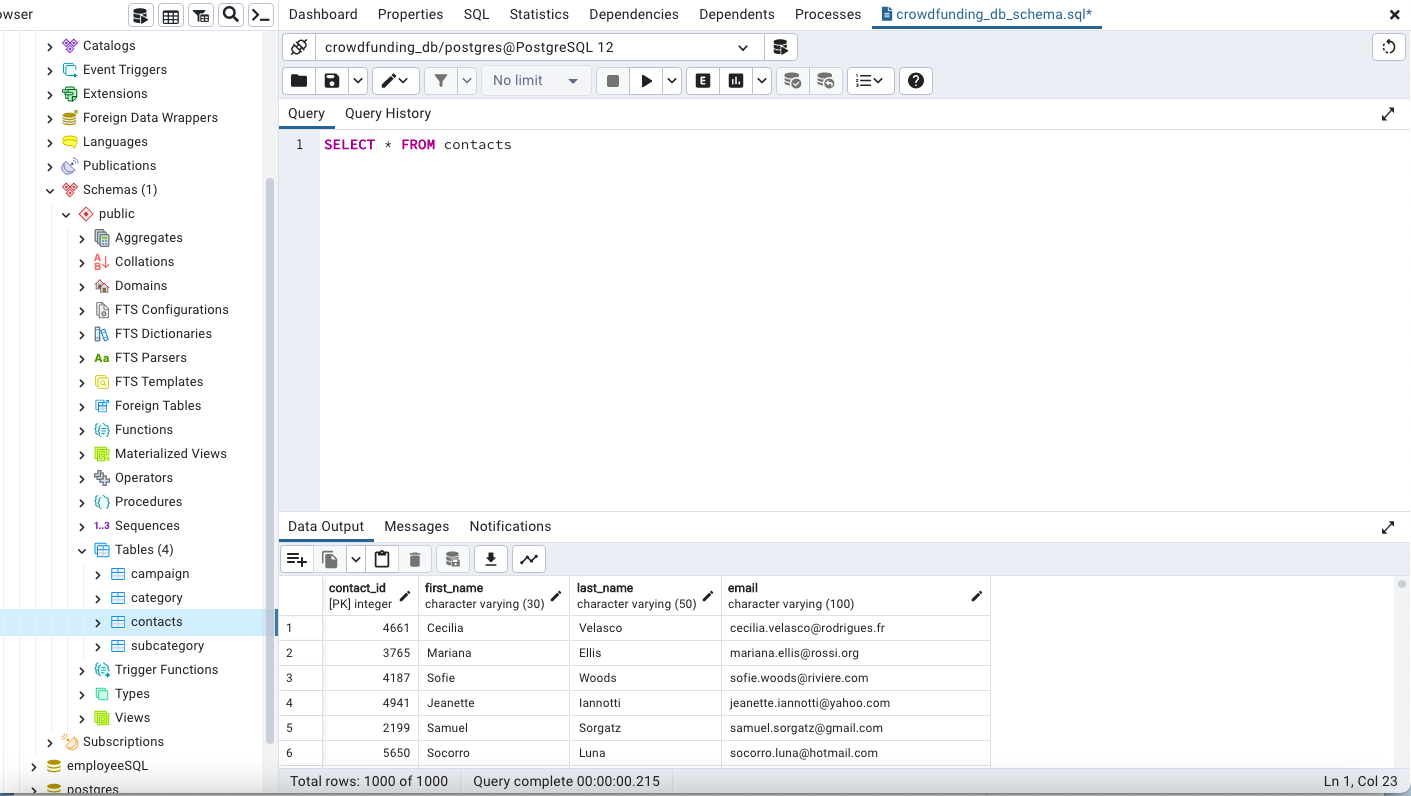 owser
Dashboard Properties SQL Statistics Dependencies Dependents Processes crowdfunding_db_schema.sql*
Catalogs
Event Triggers
Extensions
Foreign Data Wrappers
Languages
Publications
Schemas (1)
public
Aggregates
Collations
Domains
FTS Configurations
FTS Dictionaries
Aa FTS Parsers
FTS Templates
Foreign Tables
Functions
Materialized Views
Operators
Procedures
1..3 Sequences
Tables (4)
campaign
category
contacts
subcategory
Trigger Functions
Types
Views
Subscriptions
employeeSQL
postgres
crowdfunding_db/postgres@PostgreSQL 12
No limit
E
Query Query History
1 SELECT * FROM contacts
Data Output Messages Notifications
contact_id first_name last_name email
[PK] integer character varying (30) character varying (50) character varying (100)
1 4661 Cecilia Velasco cecilia.velasco@rodrigues.fr
2 3765 Mariana Ellis mariana.ellis@rossi.org
3 4187 Sofie Woods sofie.woods@riviere.com
4 4941 Jeanette Iannotti jeanette.iannotti@yahoo.com
5 2199 Samuel Sorgatz samuel.sorgatz@gmail.com
6 5650 Socorro Luna socorro.luna@hotmail.com
Total rows: 1000 of 1000 Query complete 00:00:00.215 Ln 1, Col 23